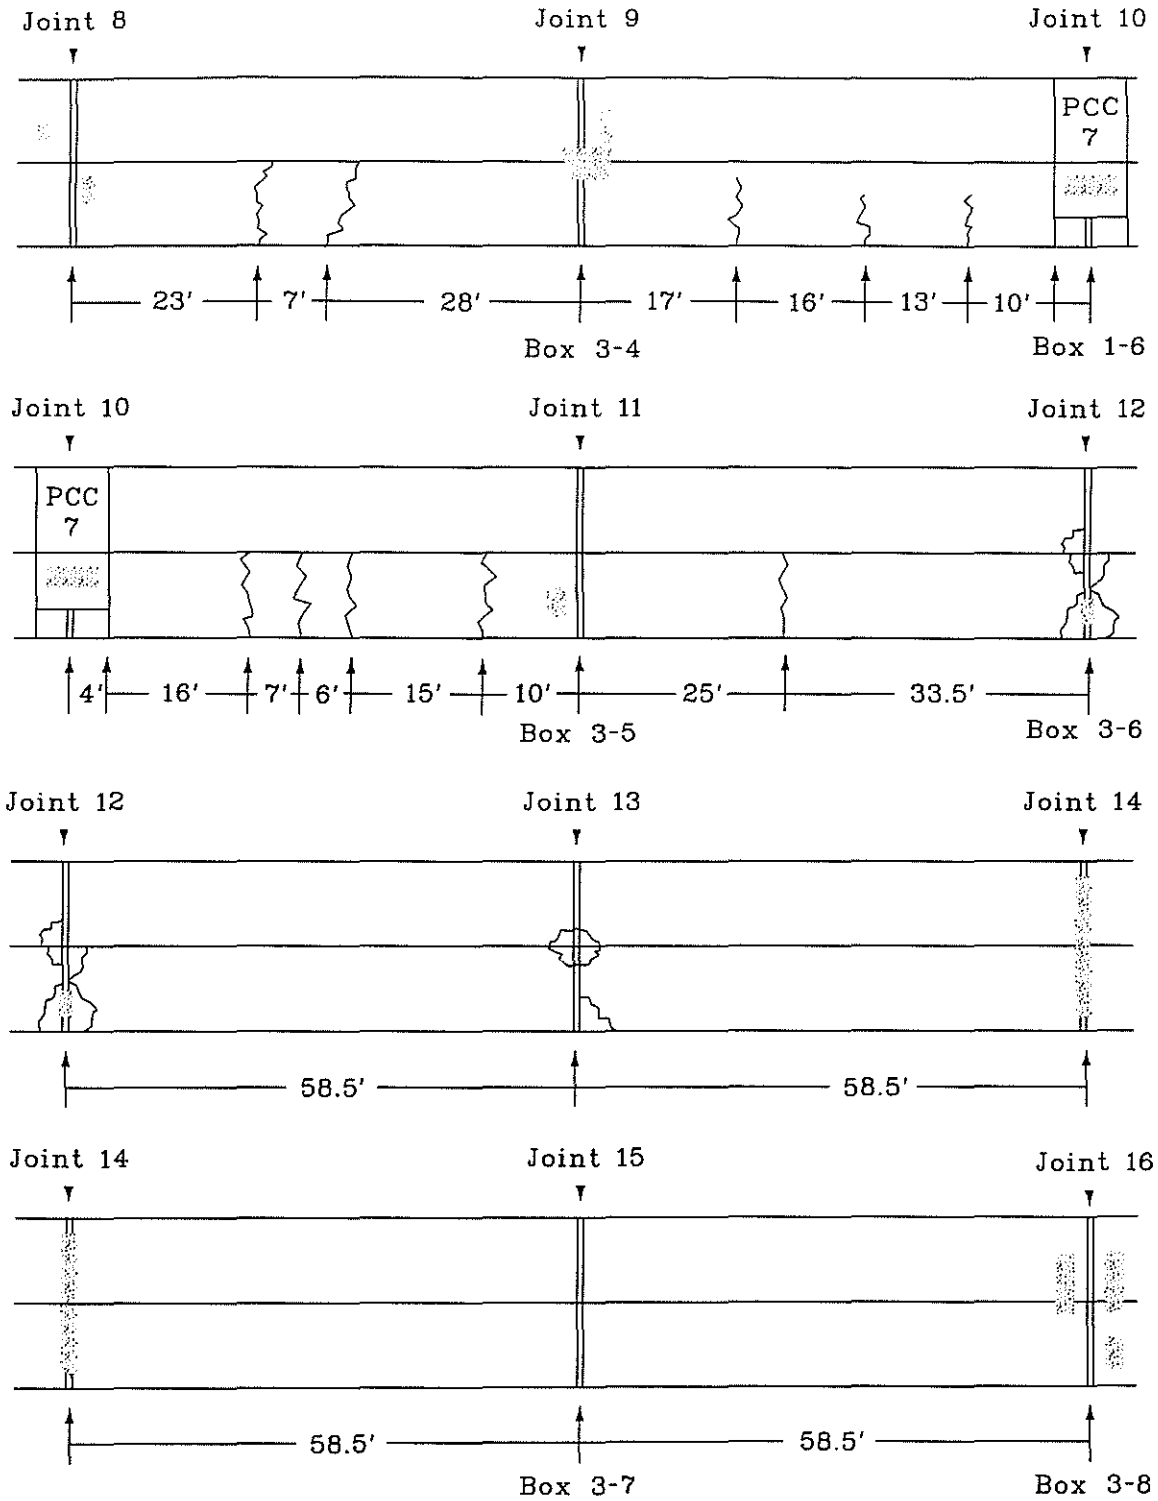 Joint 8 Joint 9 Joint 10
PCC
7
23' 7' 28' 17' 16' 13' 10'
Box 3-4 Box 1-6
Joint 10 Joint 11 Joint 12
PCC
7
4' 16' 7' 6' 15' 10' 25' 33.5'
Box 3-5 Box 3-6
Joint 12 Joint 13 Joint 14
58.5' 58.5'
Joint 14 Joint 15 Joint 16
58.5' 58.5'
Box 3-7 Box 3-8